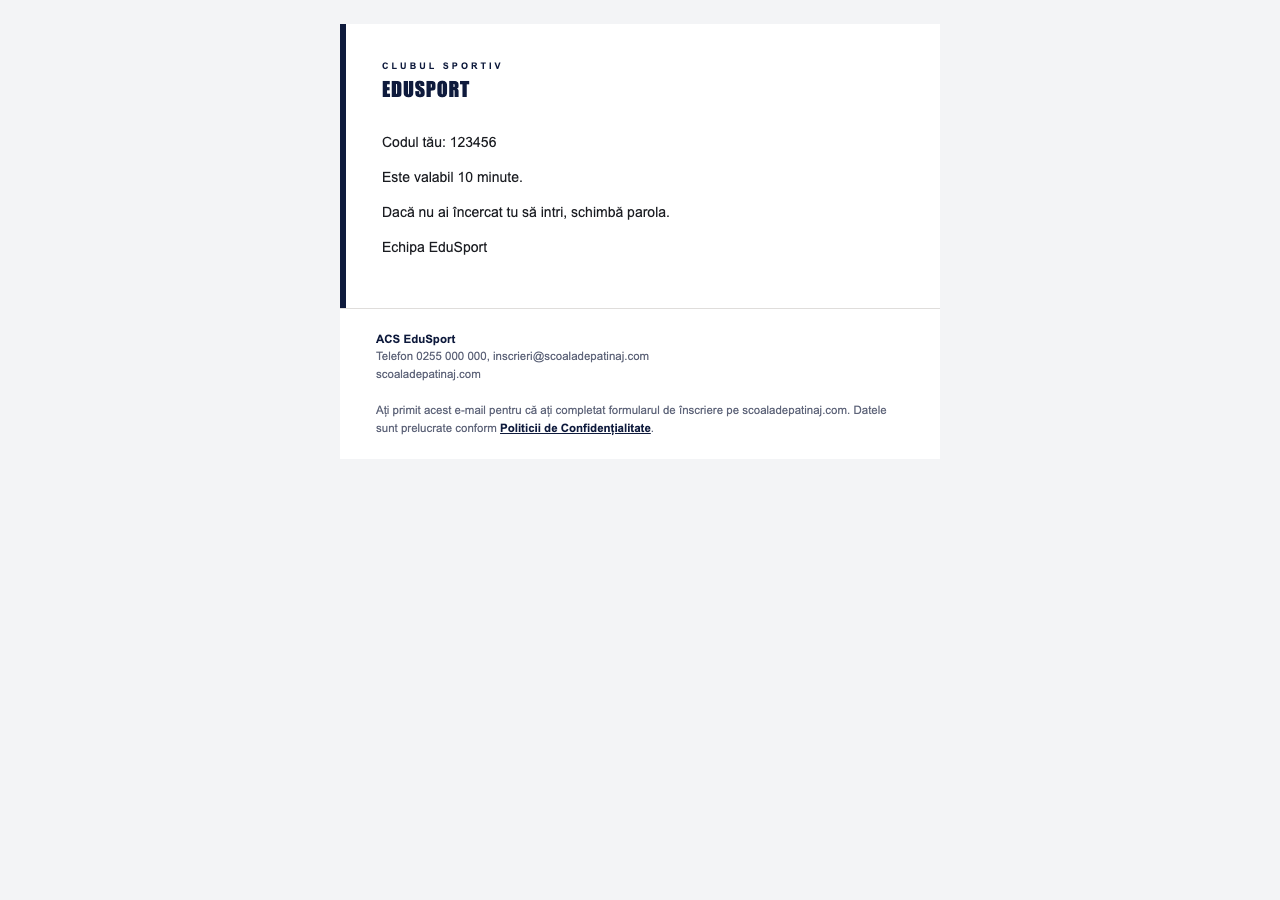 CLUBUL SPORTIV
EDUSPORT
Codul tău: 123456
Este valabil 10 minute.
Dacă nu ai încercat tu să intri, schimbă parola.
Echipa EduSport
ACS EduSport
Telefon 0255 000 000, inscrieri@scoaladepatinaj.com
scoaladepatinaj.com
Ați primit acest e-mail pentru că ați completat formularul de înscriere pe scoaladepatinaj.com. Datele
sunt prelucrate conform Politicii de Confidențialitate.